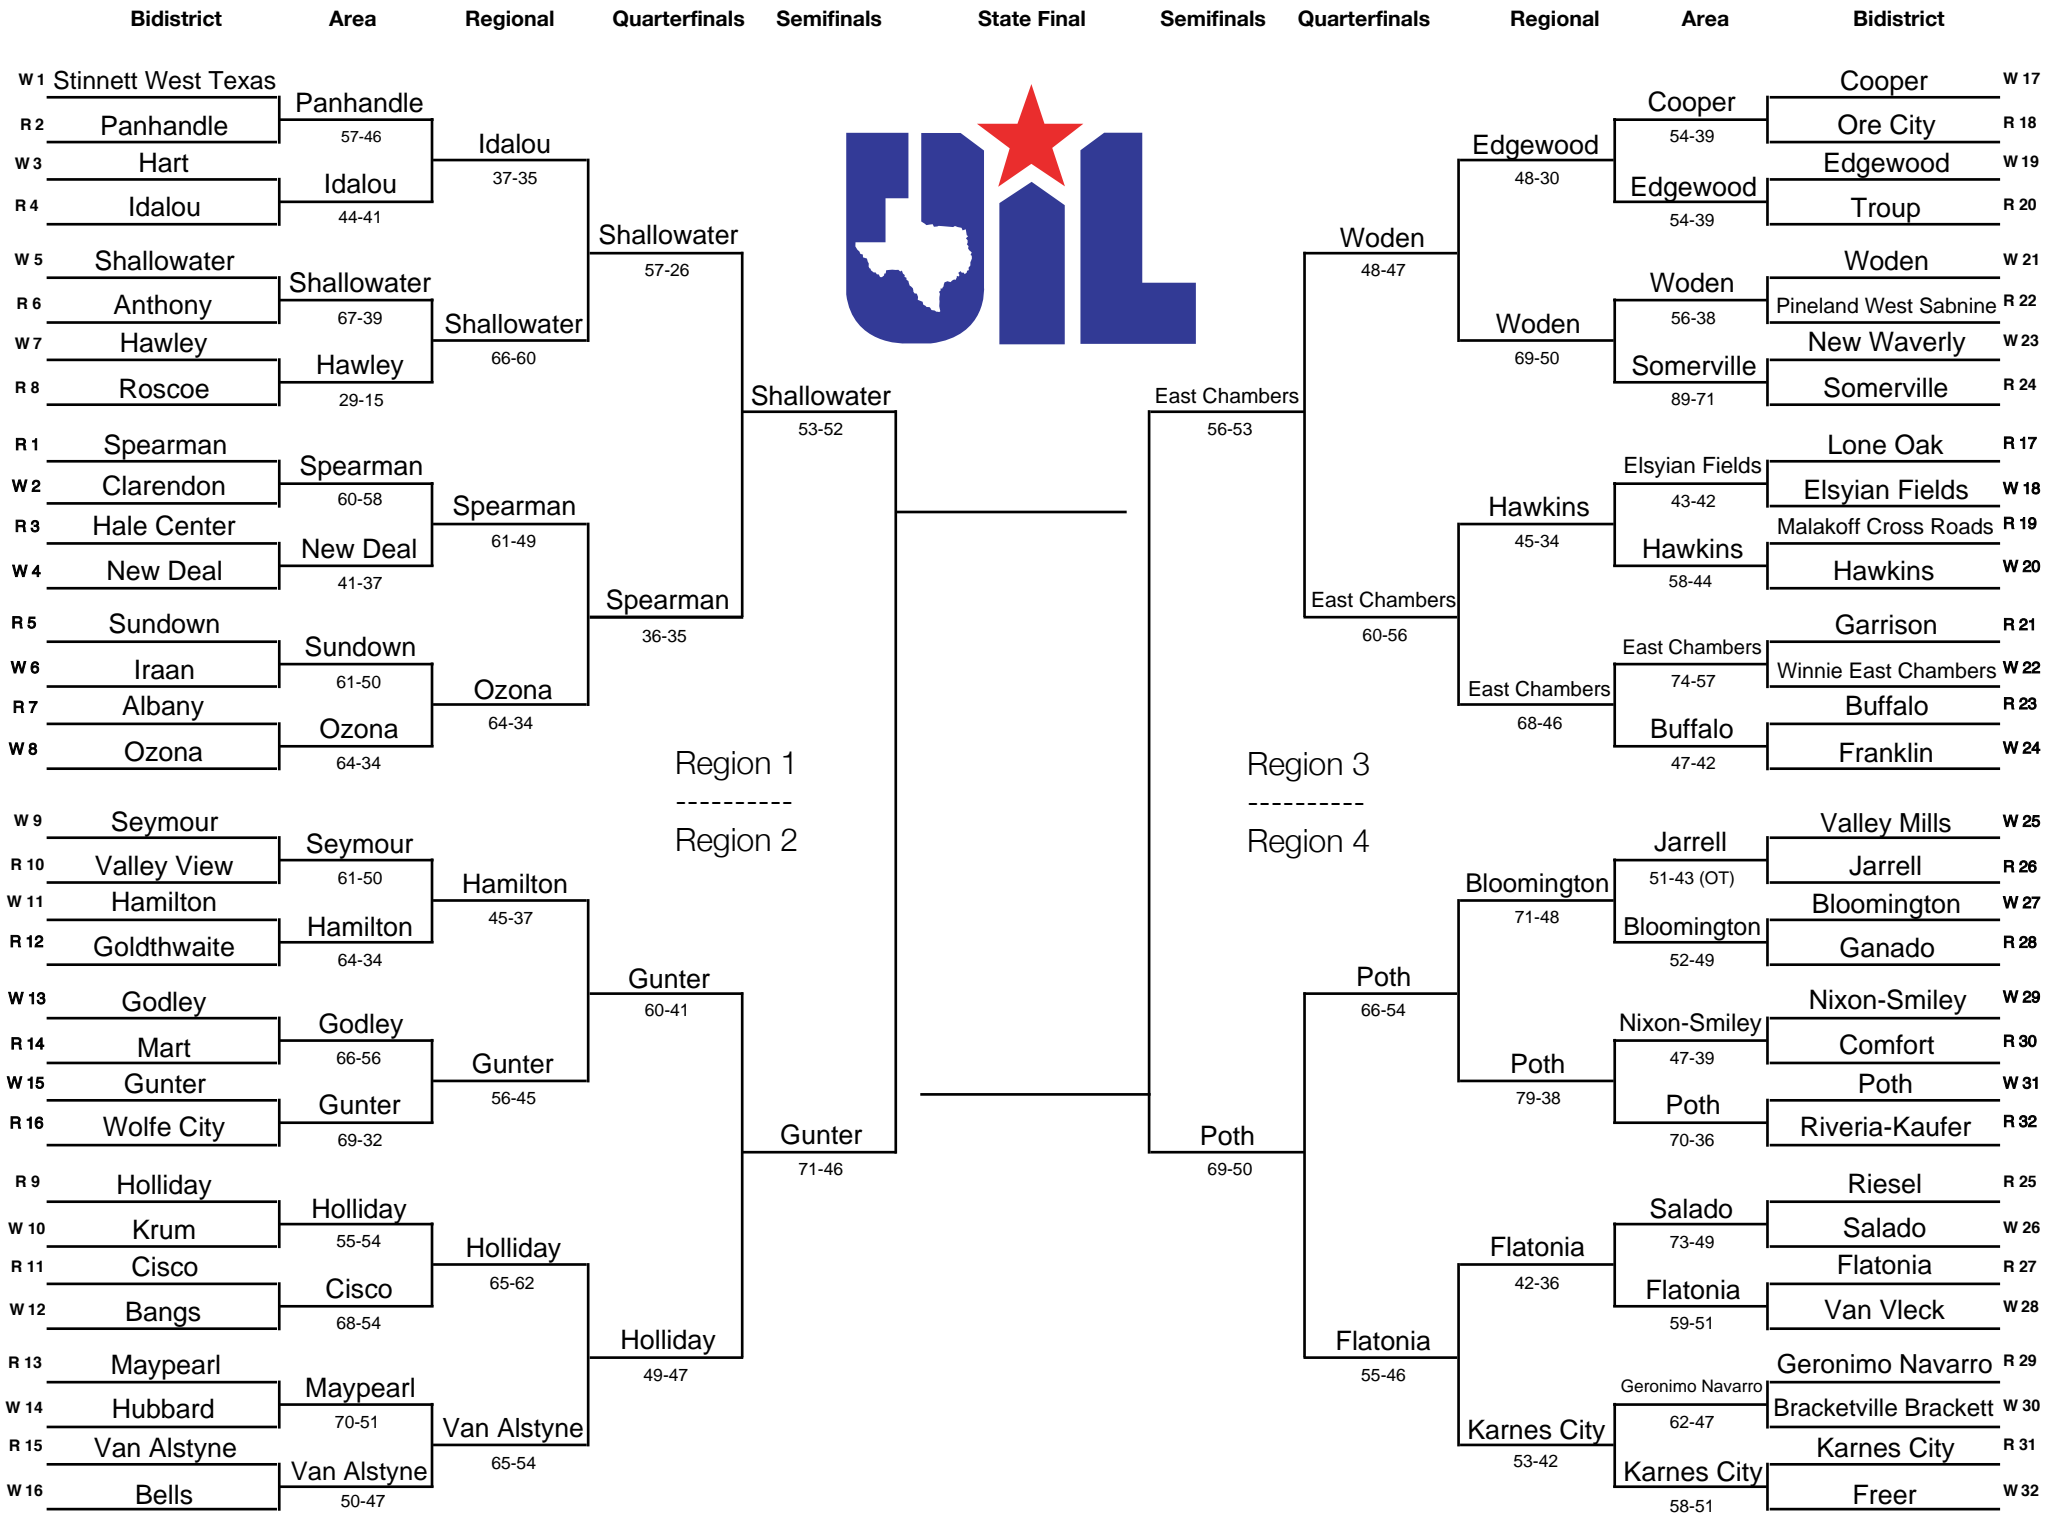 Bidistrict Area Regional Quarterfinals Semifinals State Final Semifinals Quarterfinals Regional Area Bidistrict
W 1 Stinnett West Texas
R 2 Panhandle
W 3 Hart
R 4 Idalou
W 5 Shallowater
R 6 Anthony
W 7 Hawley
R 8 Roscoe
R 1 Spearman
W 2 Clarendon
R 3 Hale Center
W 4 New Deal
R 5 Sundown
W 6 Iraan
R 7 Albany
W 8 Ozona
W 9 Seymour
R 10 Valley View
W 11 Hamilton
R 12 Goldthwaite
W 13 Godley
R 14 Mart
W 15 Gunter
R 16 Wolfe City
R 9 Holliday
W 10 Krum
R 11 Cisco
W 12 Bangs
R 13 Maypearl
W 14 Hubbard
R 15 Van Alstyne
W 16 Bells
Panhandle
57-46
Idalou
44-41
Shallowater
67-39
Hawley
29-15
Spearman
60-58
New Deal
41-37
Sundown
61-50
Ozona
64-34
Seymour
61-50
Hamilton
64-34
Godley
66-56
Gunter
69-32
Holliday
55-54
Cisco
68-54
Maypearl
70-51
Van Alstyne
50-47
Idalou
37-35
Shallowater
66-60
Spearman
61-49
Ozona
64-34
Hamilton
45-37
Gunter
56-45
Holliday
65-62
Van Alstyne
65-54
Shallowater
57-26
Spearman
36-35
Region 1
----------
Region 2
Gunter
60-41
Holliday
49-47
Shallowater
53-52
Gunter
71-46
UIL
East Chambers
56-53
Poth
69-50
Woden
48-47
East Chambers
60-56
Region 3
----------
Region 4
Poth
66-54
Flatonia
55-46
Edgewood
48-30
Woden
69-50
Hawkins
45-34
East Chambers
68-46
Bloomington
71-48
Poth
79-38
Flatonia
42-36
Karnes City
53-42
Cooper
54-39
Edgewood
54-39
Woden
56-38
Somerville
89-71
Elsyian Fields
43-42
Hawkins
58-44
East Chambers
74-57
Buffalo
47-42
Jarrell
51-43 (OT)
Bloomington
52-49
Nixon-Smiley
47-39
Poth
70-36
Salado
73-49
Flatonia
59-51
Geronimo Navarro
62-47
Karnes City
58-51
Cooper W 17
Ore City R 18
Edgewood W 19
Troup R 20
Woden W 21
Pineland West Sabnine R 22
New Waverly W 23
Somerville R 24
Lone Oak R 17
Elsyian Fields W 18
Malakoff Cross Roads R 19
Hawkins W 20
Garrison R 21
Winnie East Chambers W 22
Buffalo R 23
Franklin W 24
Valley Mills W 25
Jarrell R 26
Bloomington W 27
Ganado R 28
Nixon-Smiley W 29
Comfort R 30
Poth W 31
Riveria-Kaufer R 32
Riesel R 25
Salado W 26
Flatonia R 27
Van Vleck W 28
Geronimo Navarro R 29
Bracketville Brackett W 30
Karnes City R 31
Freer W 32